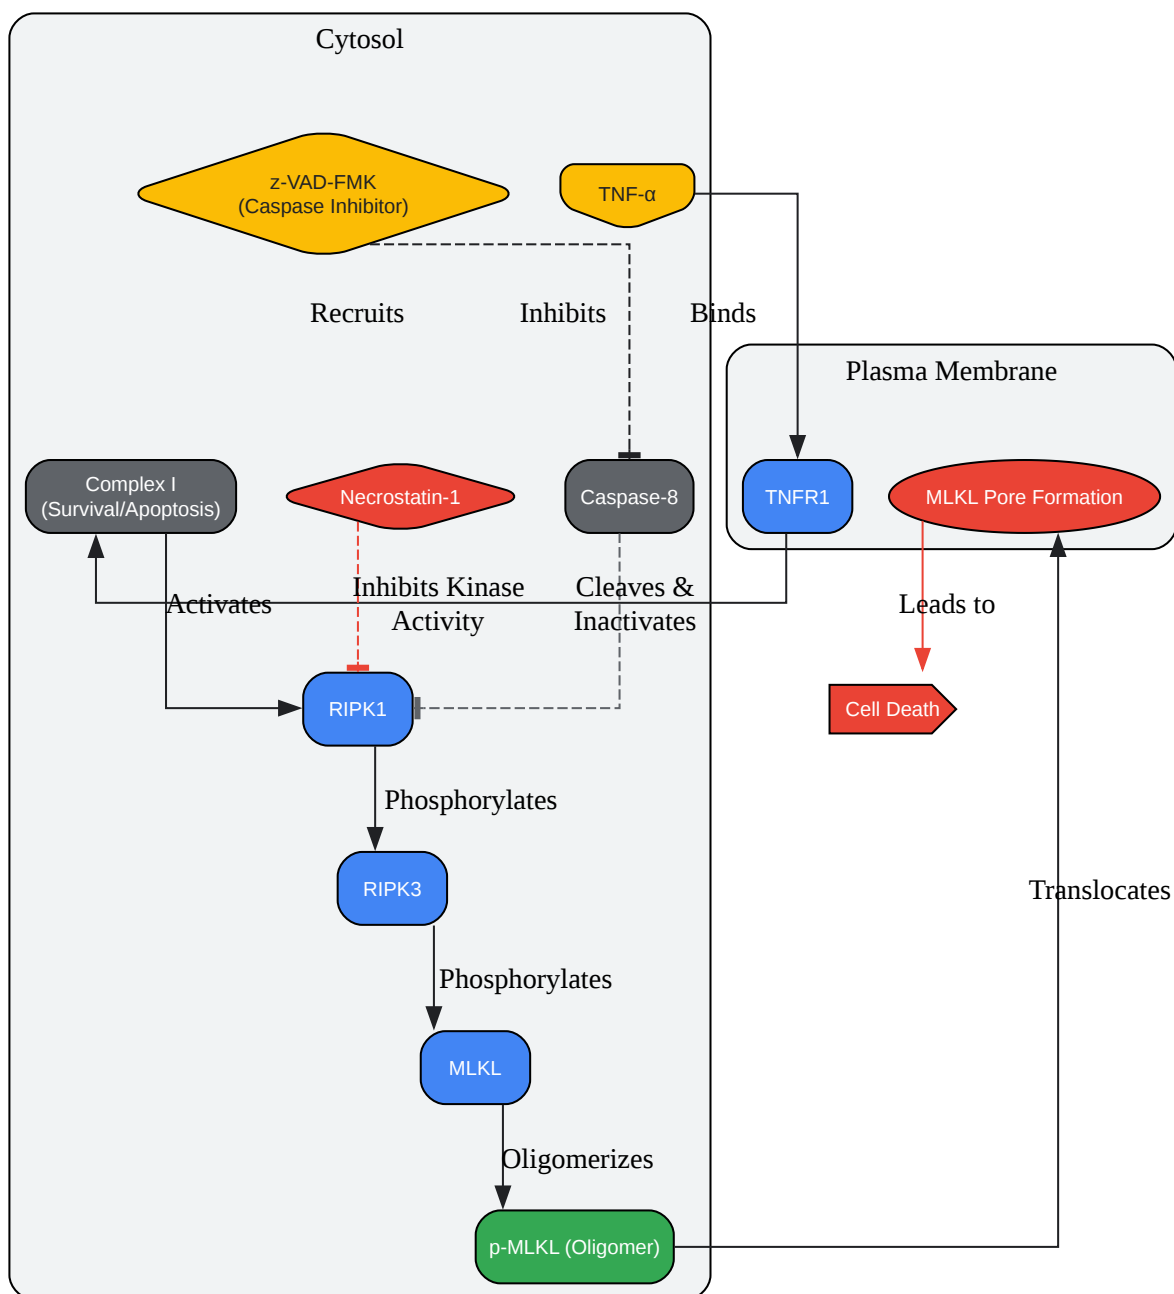 Cytosol
z-VAD-FMK
(Caspase Inhibitor)
TNF-α
Recruits
Inhibits
Binds
Plasma Membrane
Complex I
(Survival/Apoptosis)
Necrostatin-1
Caspase-8
TNFR1
MLKL Pore Formation
Activates
Inhibits Kinase
Activity
Cleaves &
Inactivates
Leads to
RIPK1
Cell Death
Phosphorylates
RIPK3
Translocates
Phosphorylates
MLKL
Oligomerizes
p-MLKL (Oligomer)